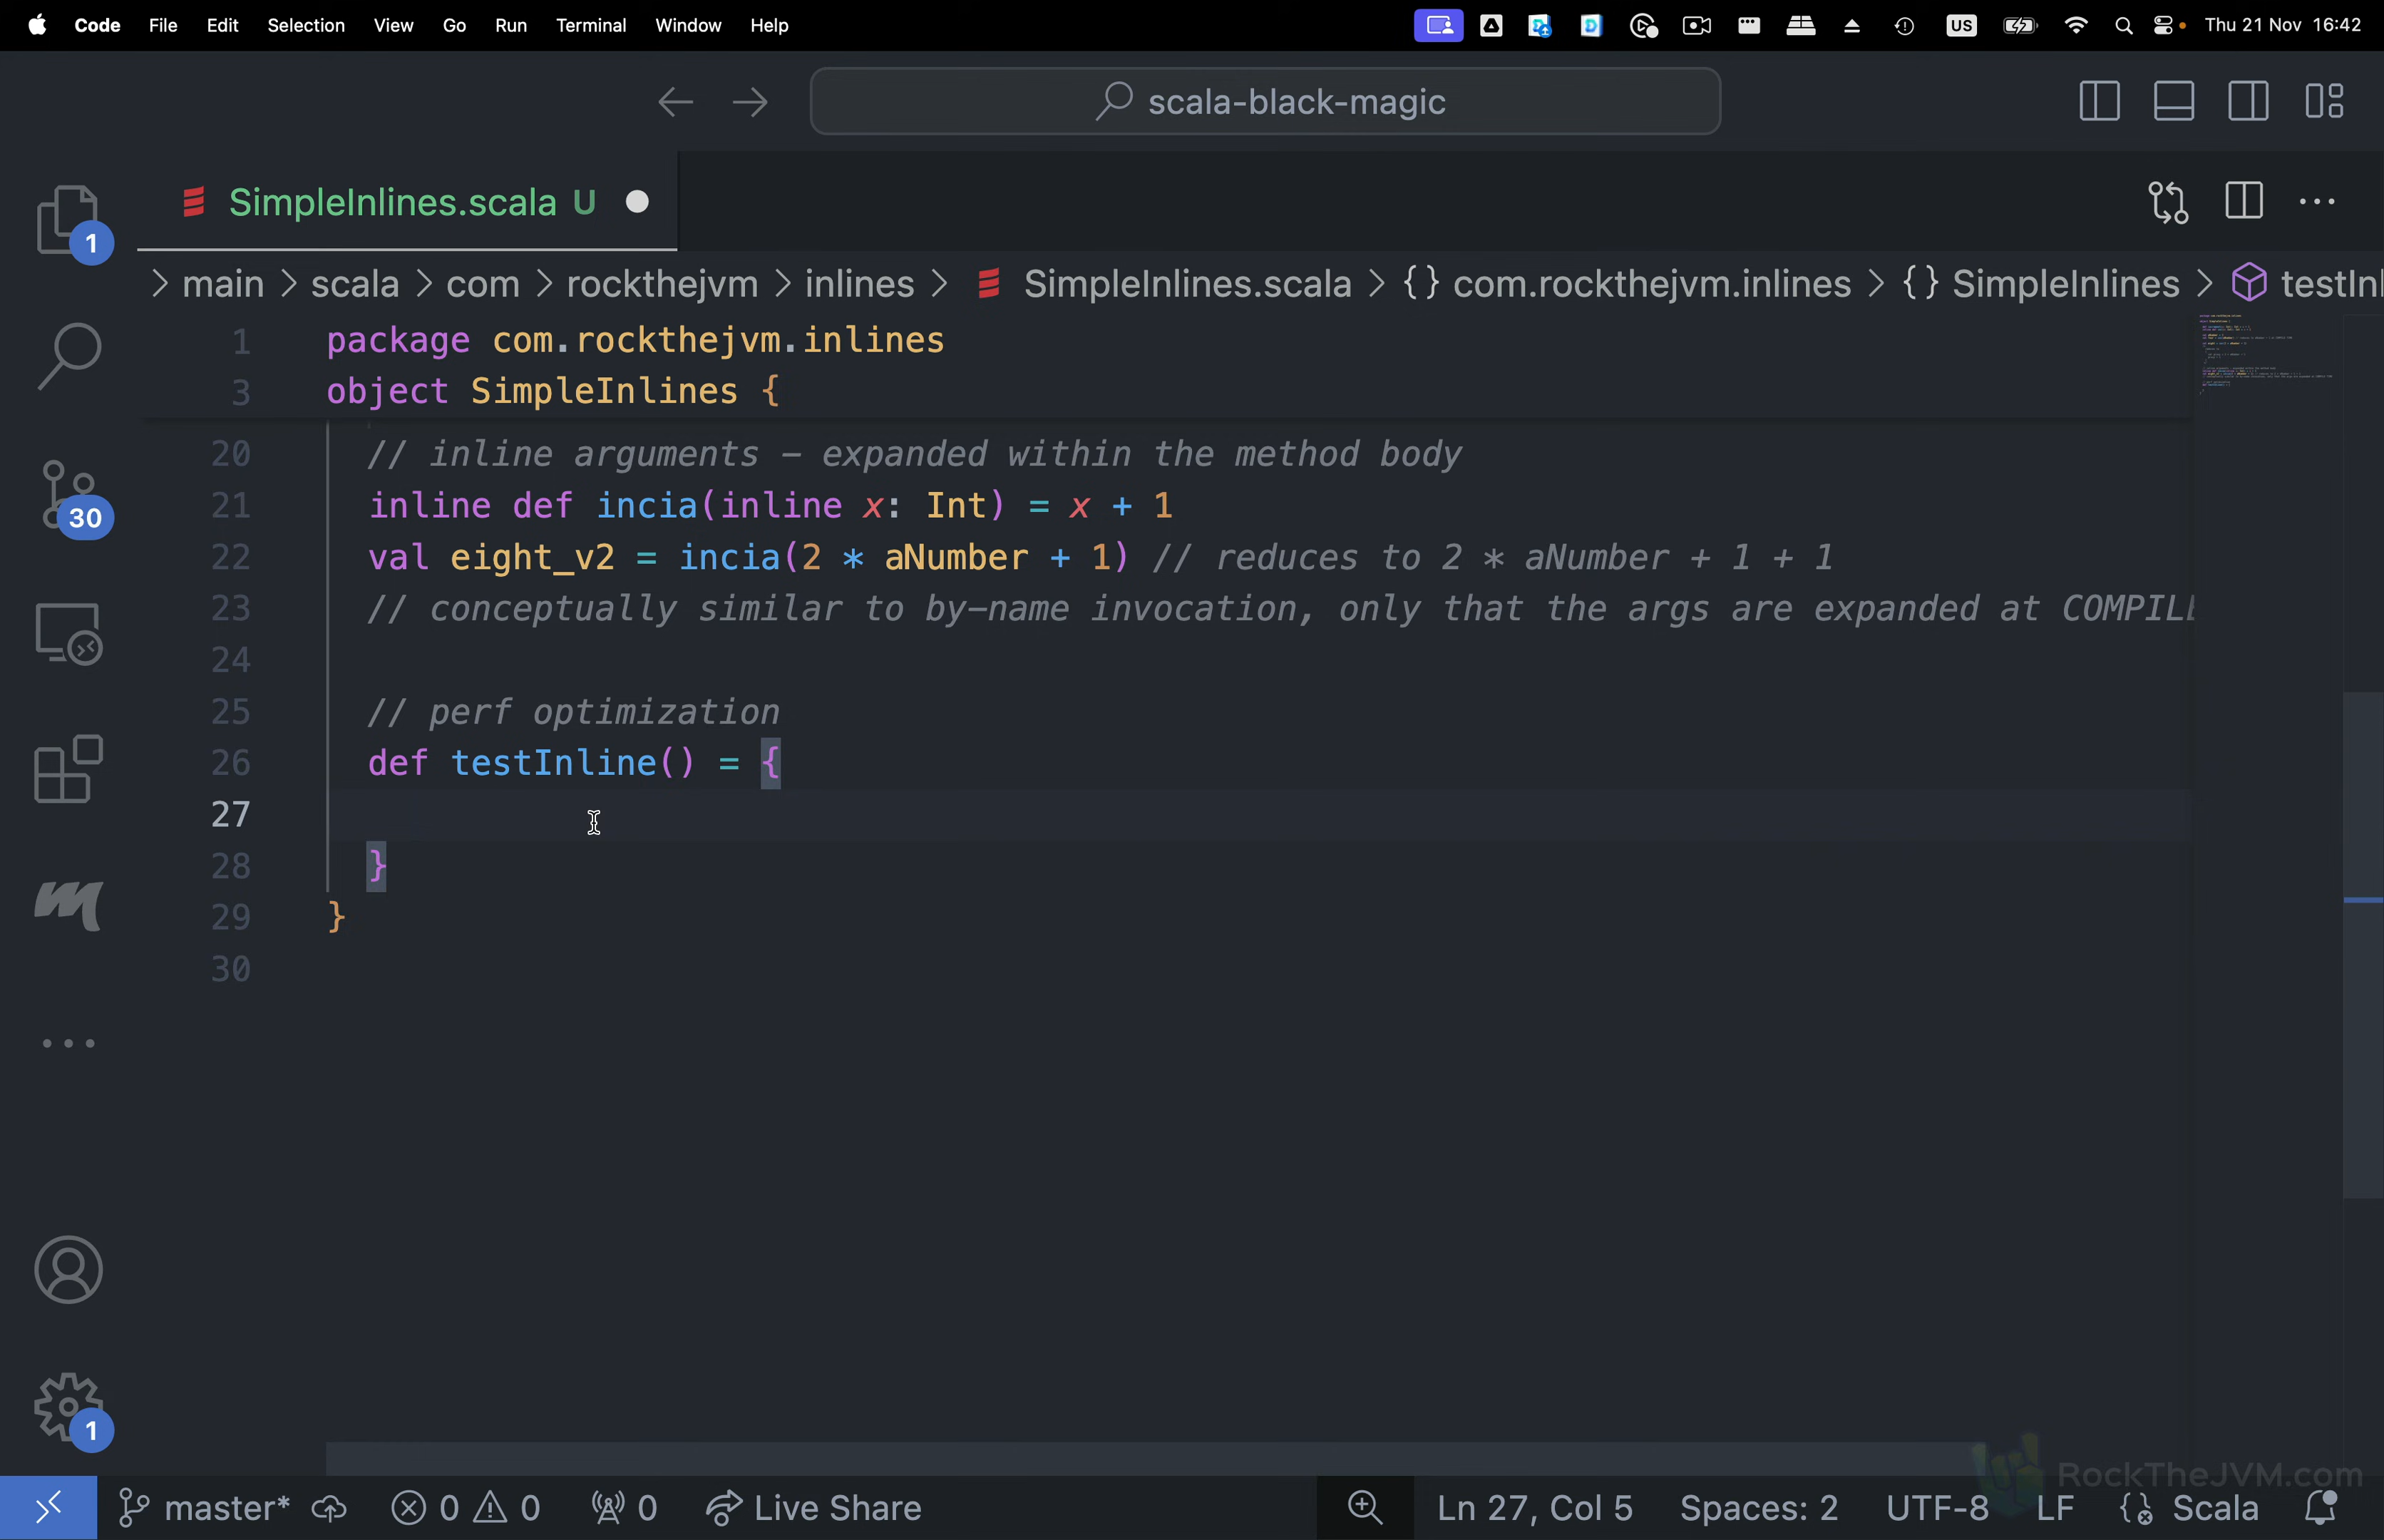 Code File Edit Selection View Go Run Terminal Window Help US Thu 21 Nov 16:42
scala-black-magic
SimpleInlines.scala U
1
> main > scala > com > rockthejvm > inlines > SimpleInlines.scala > {} com.rockthejvm.inlines > {} SimpleInlines > testInl
1 package com.rockthejvm.inlines
3 object SimpleInlines {
20 // inline arguments - expanded within the method body
21 inline def incia(inline x: Int) = x + 1
30
22 val eight_v2 = incia(2 * aNumber + 1) // reduces to 2 * aNumber + 1 + 1
23 // conceptually similar to by-name invocation, only that the args are expanded at COMPILE
24
25 // perf optimization
26 def testInline() = {
27
28 }
29 }
30
1
RockTheJVM.com
master* 0 0 0 Live Share Ln 27, Col 5 Spaces: 2 UTF-8 LF Scala